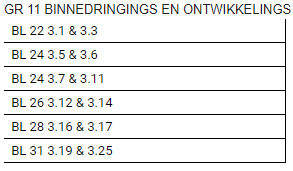 GR 11 BINNEDRINGINGS EN ONTWIKKELINGS
BL 22 3.1 & 3.3
BL 24 3.5 & 3.6
BL 24 3.7 & 3.11
BL 26 3.12 & 3.14
BL 28 3.16 & 3.17
BL 31 3.19 & 3.25